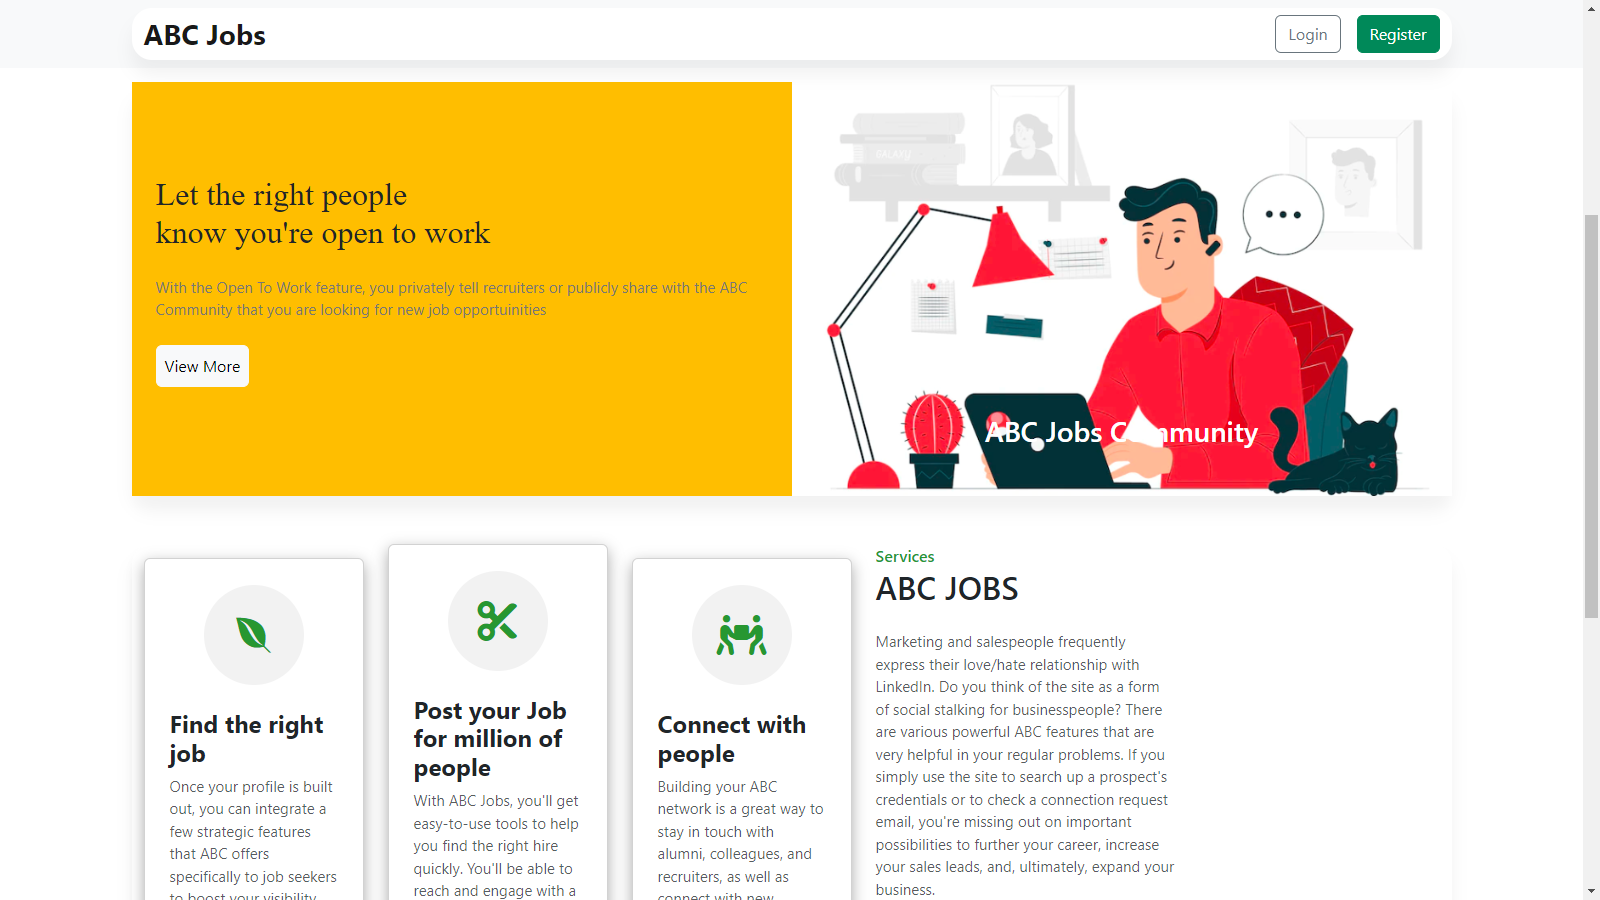 ABC Jobs
Login
Register
Let the right people
know you're open to work
With the Open To Work feature, you privately tell recruiters or publicly share with the ABC
Community that you are looking for new job opportuinities
View More
GALAYU
ABC Jobs Community
Find the right
job
Once your profile is built
out, you can integrate a
few strategic features
that ABC offers
specifically to job seekers
to boost your visibility
Post your Job
for million of
people
With ABC Jobs, you'll get
easy-to-use tools to help
you find the right hire
quickly. You'll be able to
reach and engage with a
Connect with
people
Building your ABC
network is a great way to
stay in touch with
alumni, colleagues, and
recruiters, as well as
connect with new
Services
ABC JOBS
Marketing and salespeople frequently
express their love/hate relationship with
LinkedIn. Do you think of the site as a form
of social stalking for businesspeople? There
are various powerful ABC features that are
very helpful in your regular problems. If you
simply use the site to search up a prospect's
credentials or to check a connection request
email, you're missing out on important
possibilities to further your career, increase
your sales leads, and, ultimately, expand your
business.